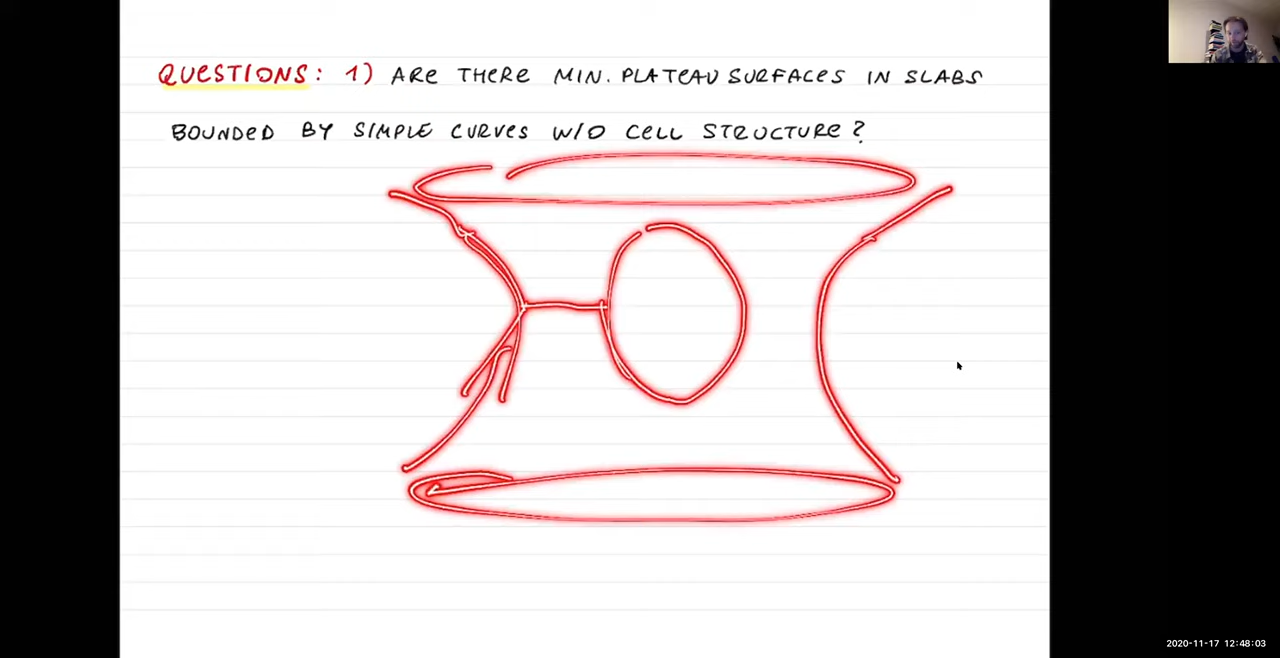 QUESTIONS: 1) ARE THERE MIN. PLATEAU SURFACES IN SLABS
BOUNDED BY SIMPLE CURVES W/O CELL STRUCTURE?
2020-11-17 12:48:03